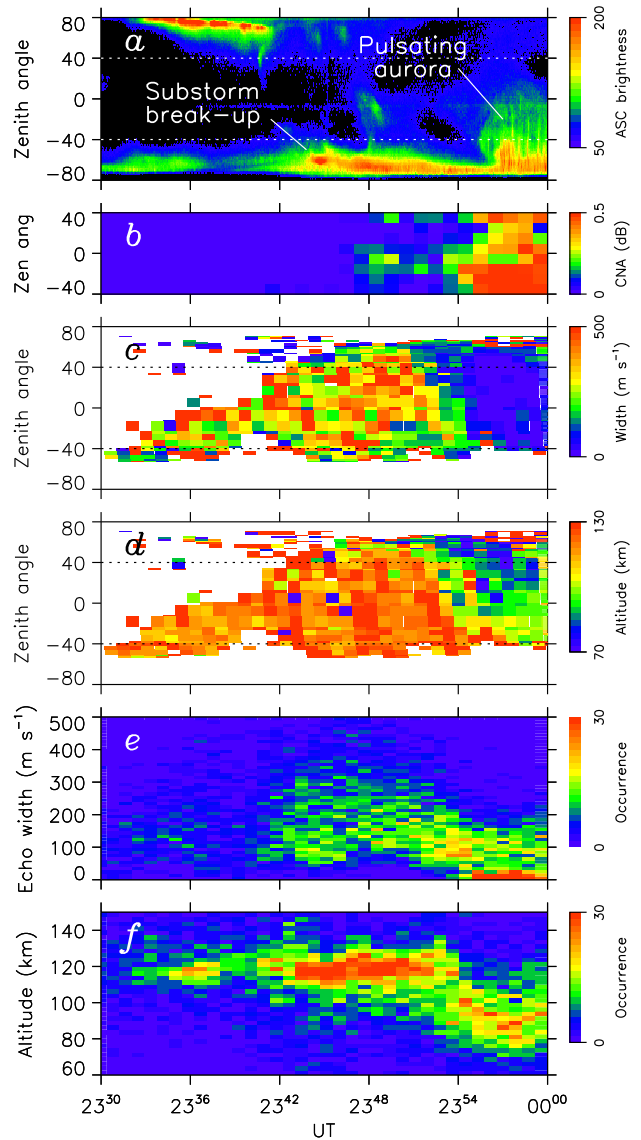 80
40
0
−40
−80
Zenith angle
a
Substorm
break−up
Pulsating
aurora
200
50
ASC brightness
40
0
−40
Zen ang
b
0.5
0
CNA (dB)
80
40
0
−40
−80
Zenith angle
c
500
0
Width (m s⁻¹)
80
40
0
−40
−80
Zenith angle
d
130
70
Altitude (km)
500
400
300
200
100
0
Echo width (m s⁻¹)
e
30
0
Occurrence
140
120
100
80
60
Altitude (km)
f
30
0
Occurrence
23³⁰ 23³⁶ 23⁴² 23⁴⁸ 23⁵⁴ 00⁰⁰
UT